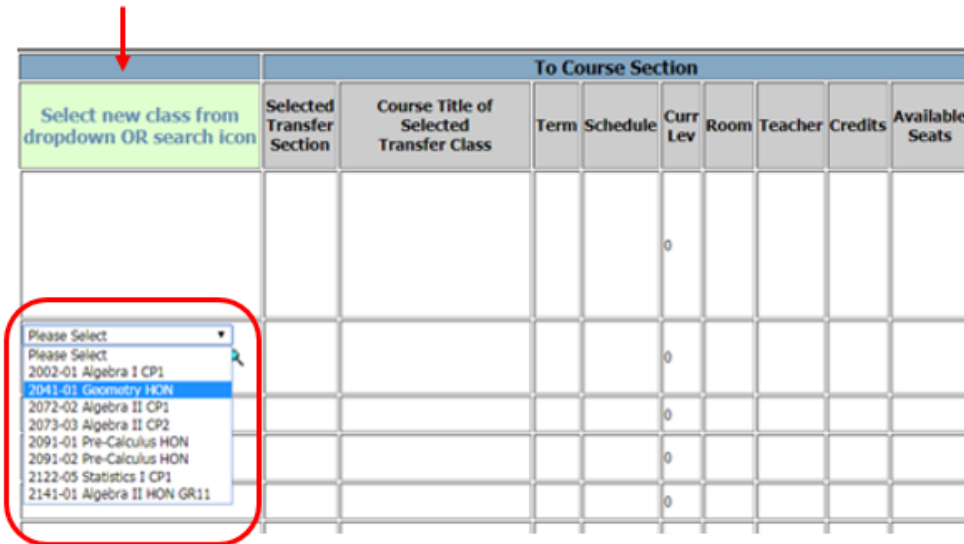 To Course Section
Select new class from
dropdown OR search icon
Selected
Transfer
Section
Course Title of
Selected
Transfer Class
Term
Schedule
Curr
Lev
Room
Teacher
Credits
Available
Seats
0
Please Select
0
Please Select
2002-01 Algebra I CP1
2041-01 Geometry HON
2072-02 Algebra II CP1
0
2073-03 Algebra II CP2
2091-01 Pre-Calculus HON
2091-02 Pre-Calculus HON
0
2122-05 Statistics I CP1
2141-01 Algebra II HON GR11
0